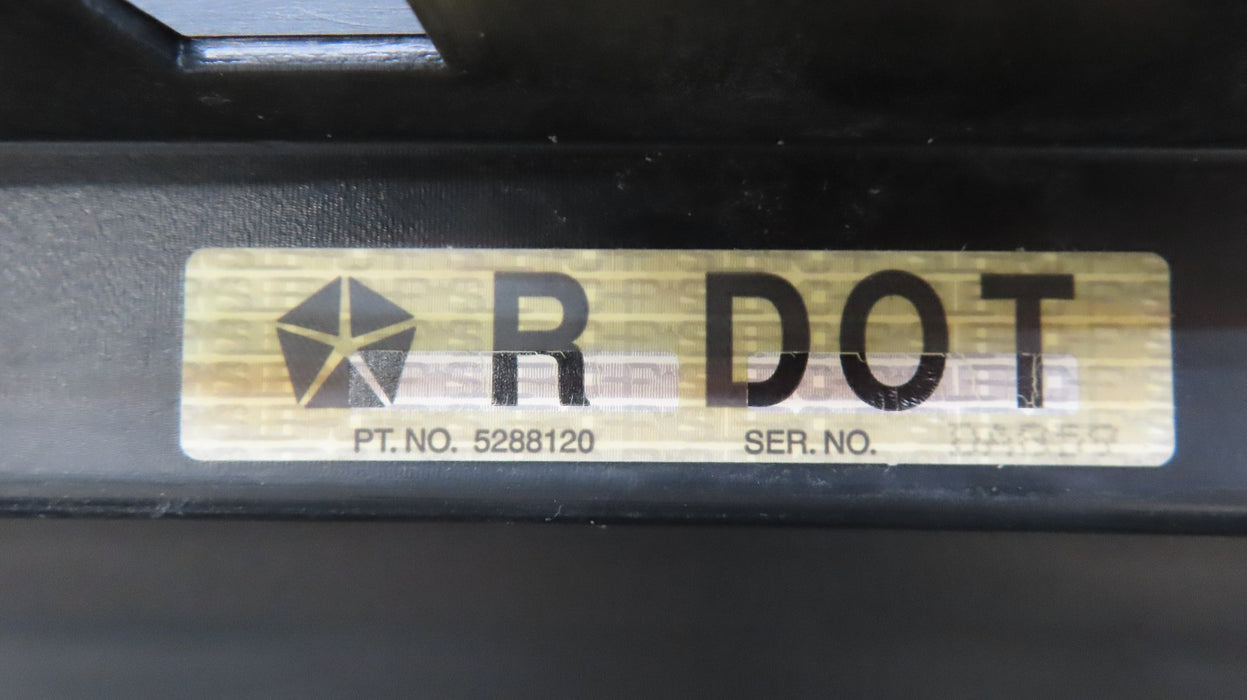 R DOT
PT. NO. 5288120 SER. NO.